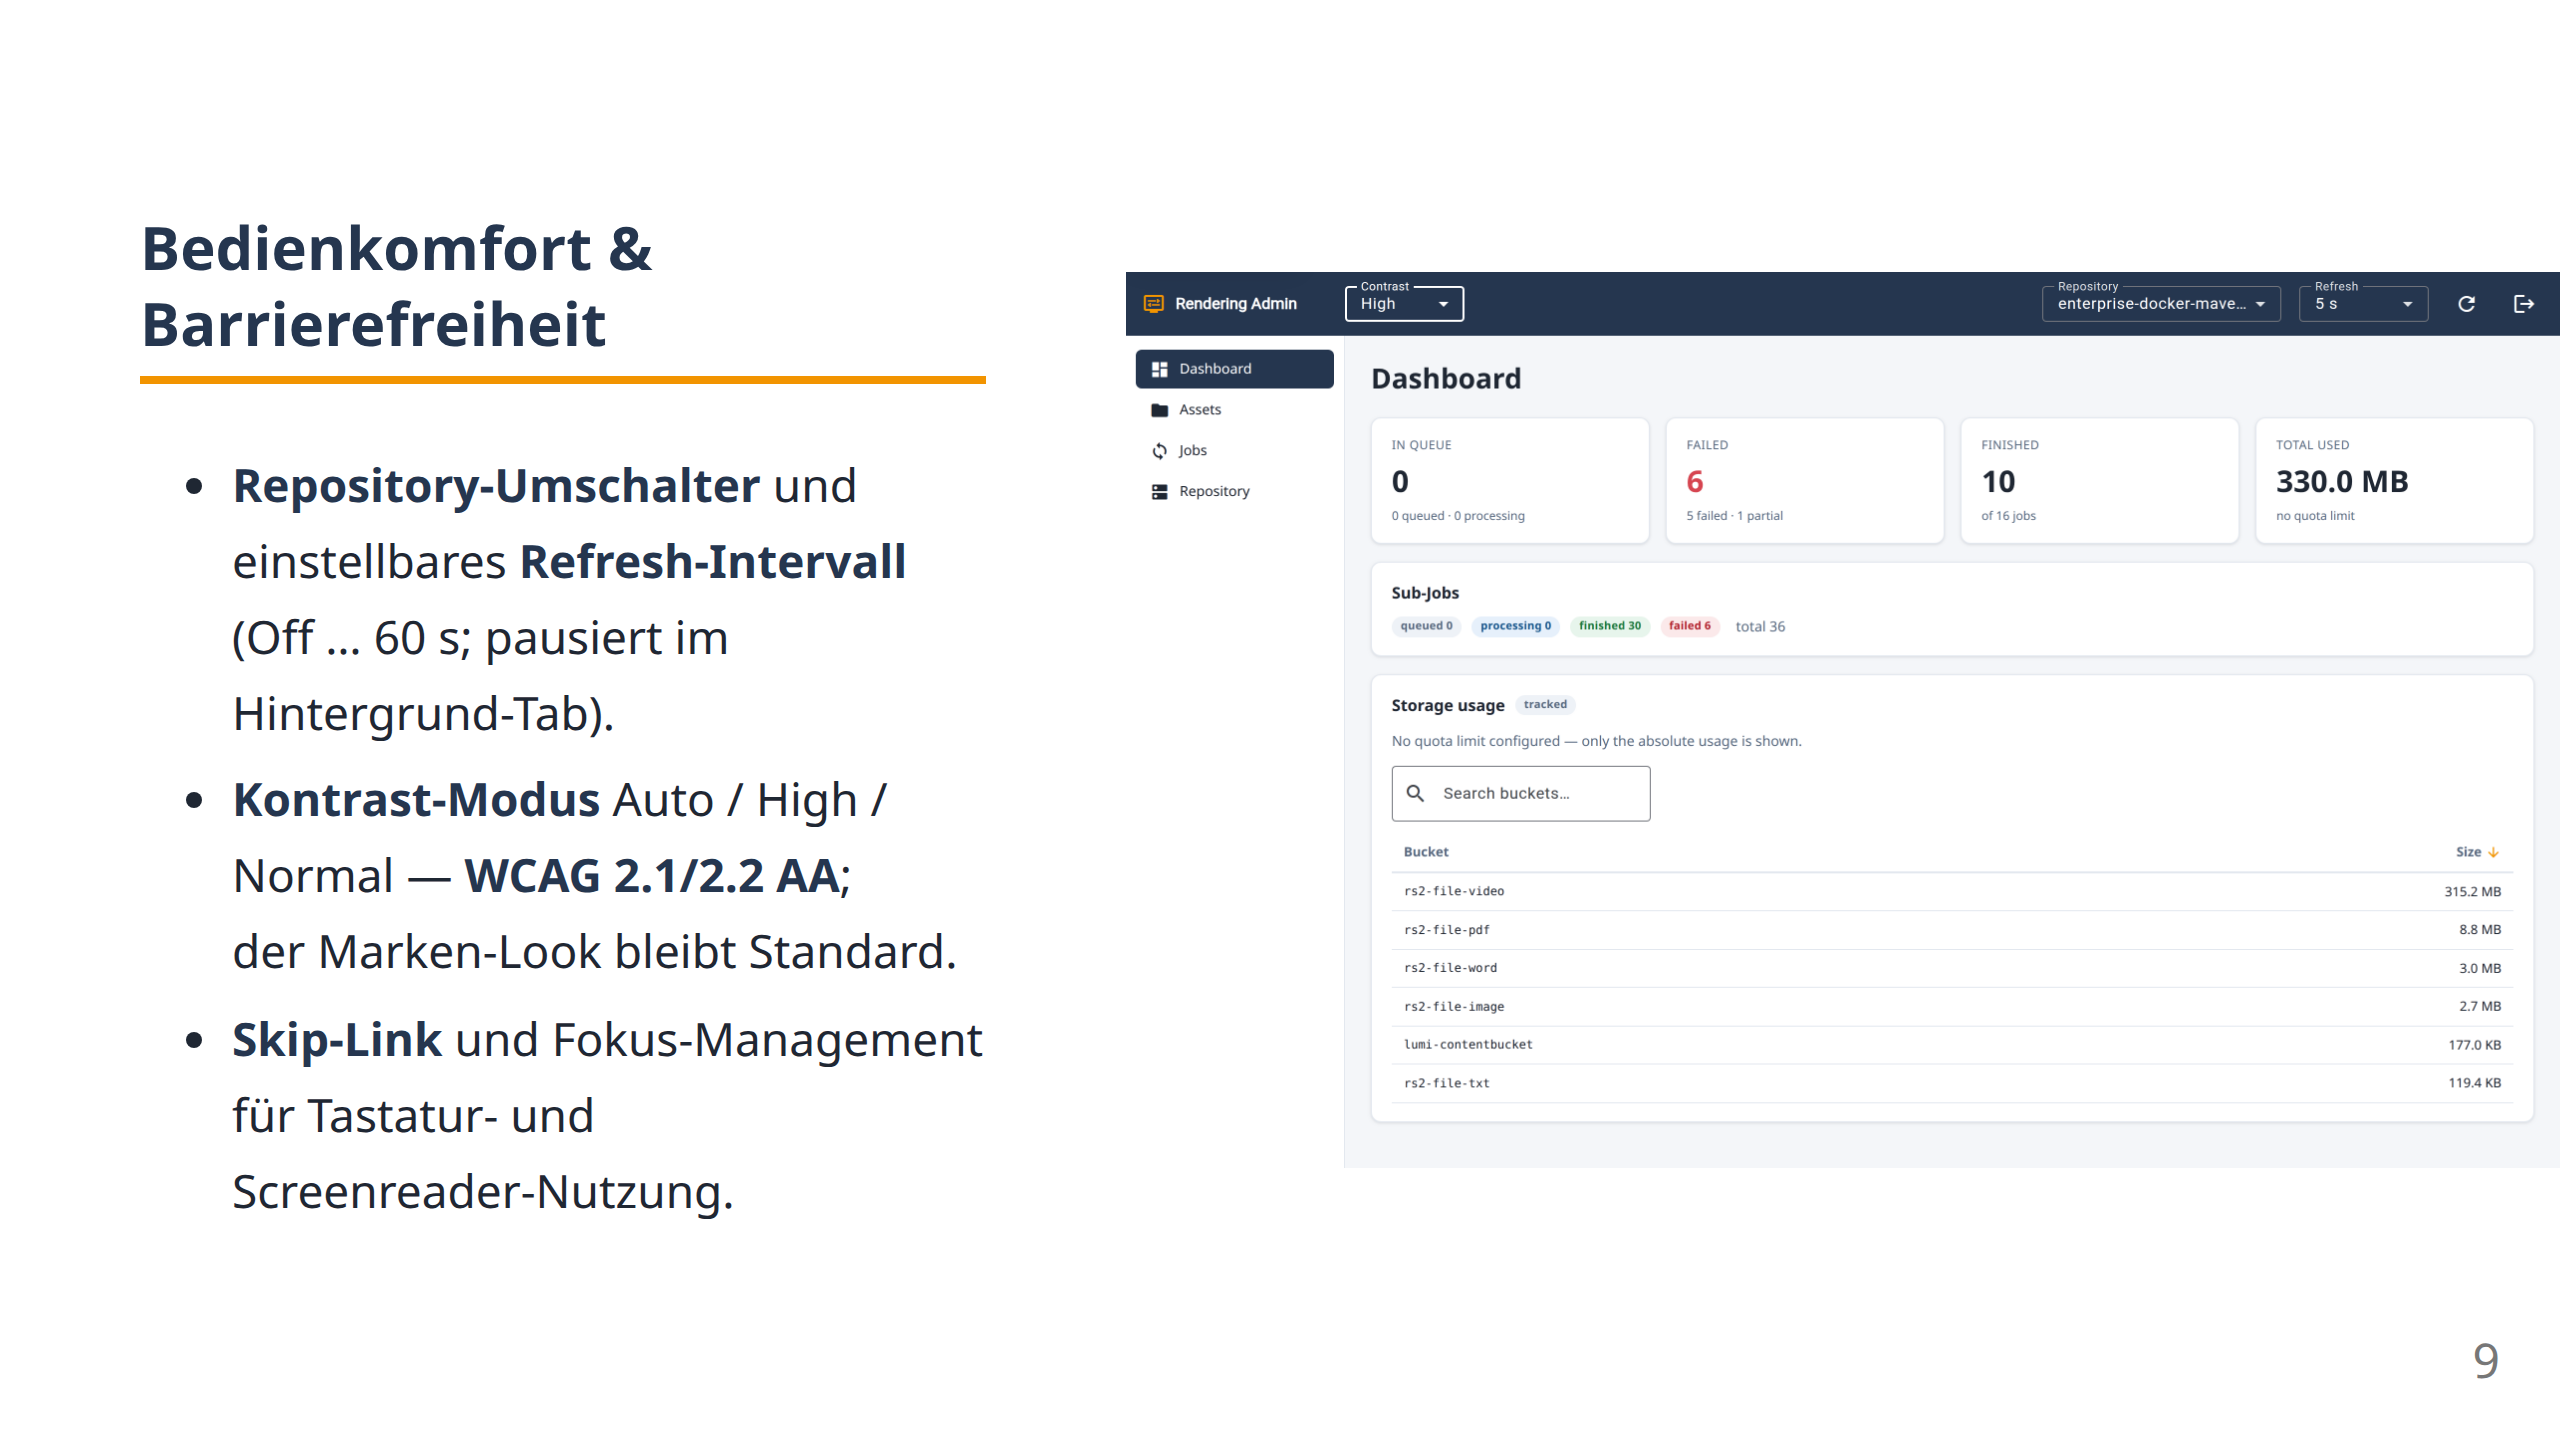 Bedienkomfort &
Barrierefreiheit
• Repository-Umschalter und
einstellbares Refresh-Intervall
(Off … 60 s; pausiert im
Hintergrund-Tab).
• Kontrast-Modus Auto / High /
Normal — WCAG 2.1/2.2 AA;
der Marken-Look bleibt Standard.
• Skip-Link und Fokus-Management
für Tastatur- und
Screenreader-Nutzung.
Rendering Admin
Contrast
High
Repository
enterprise-docker-mave…
Refresh
5 s
Dashboard
Assets
Jobs
Repository
Dashboard
IN QUEUE
0
0 queued · 0 processing
FAILED
6
5 failed · 1 partial
FINISHED
10
of 16 jobs
TOTAL USED
330.0 MB
no quota limit
Sub-Jobs
queued 0 processing 0 finished 30 failed 6 total 36
Storage usage tracked
No quota limit configured — only the absolute usage is shown.
Search buckets…
Bucket Size
rs2-file-video 315.2 MB
rs2-file-pdf 8.8 MB
rs2-file-word 3.0 MB
rs2-file-image 2.7 MB
lumi-contentbucket 177.0 KB
rs2-file-txt 119.4 KB
9